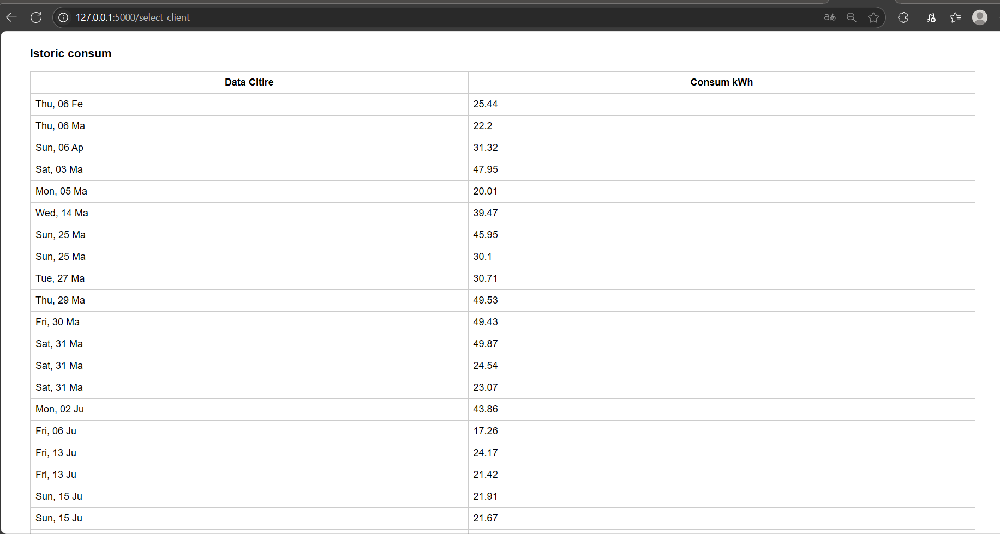 127.0.0.1:5000/select_client
Istoric consum
Data Citire Consum kWh
Thu, 06 Fe 25.44
Thu, 06 Ma 22.2
Sun, 06 Ap 31.32
Sat, 03 Ma 47.95
Mon, 05 Ma 20.01
Wed, 14 Ma 39.47
Sun, 25 Ma 45.95
Sun, 25 Ma 30.1
Tue, 27 Ma 30.71
Thu, 29 Ma 49.53
Fri, 30 Ma 49.43
Sat, 31 Ma 49.87
Sat, 31 Ma 24.54
Sat, 31 Ma 23.07
Mon, 02 Ju 43.86
Fri, 06 Ju 17.26
Fri, 13 Ju 24.17
Fri, 13 Ju 21.42
Sun, 15 Ju 21.91
Sun, 15 Ju 21.67